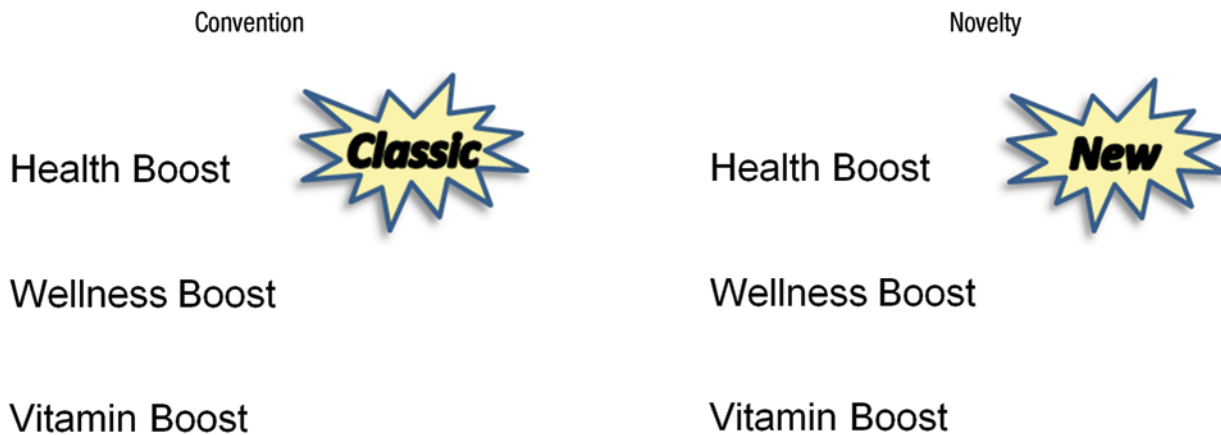 Convention
Health Boost
Classic
Wellness Boost
Vitamin Boost
Novelty
Health Boost
New
Wellness Boost
Vitamin Boost